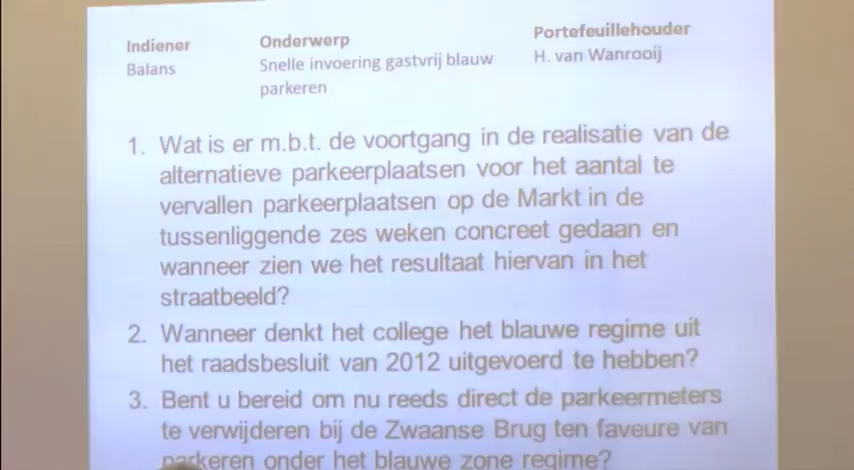 Indiener Onderwerp Portefeuillehouder
Balans Snelle invoering gastvrij blauw H. van Wanrooij
parkeren
1. Wat is er m.b.t. de voortgang in de realisatie van de
alternatieve parkeerplaatsen voor het aantal te
vervallen parkeerplaatsen op de Markt in de
tussenliggende zes weken concreet gedaan en
wanneer zien we het resultaat hiervan in het
straatbeeld?
2. Wanneer denkt het college het blauwe regime uit
het raadsbesluit van 2012 uitgevoerd te hebben?
3. Bent u bereid om nu reeds direct de parkeermeters
te verwijderen bij de Zwaanse Brug ten faveure van
parkeren onder het blauwe zone regime?